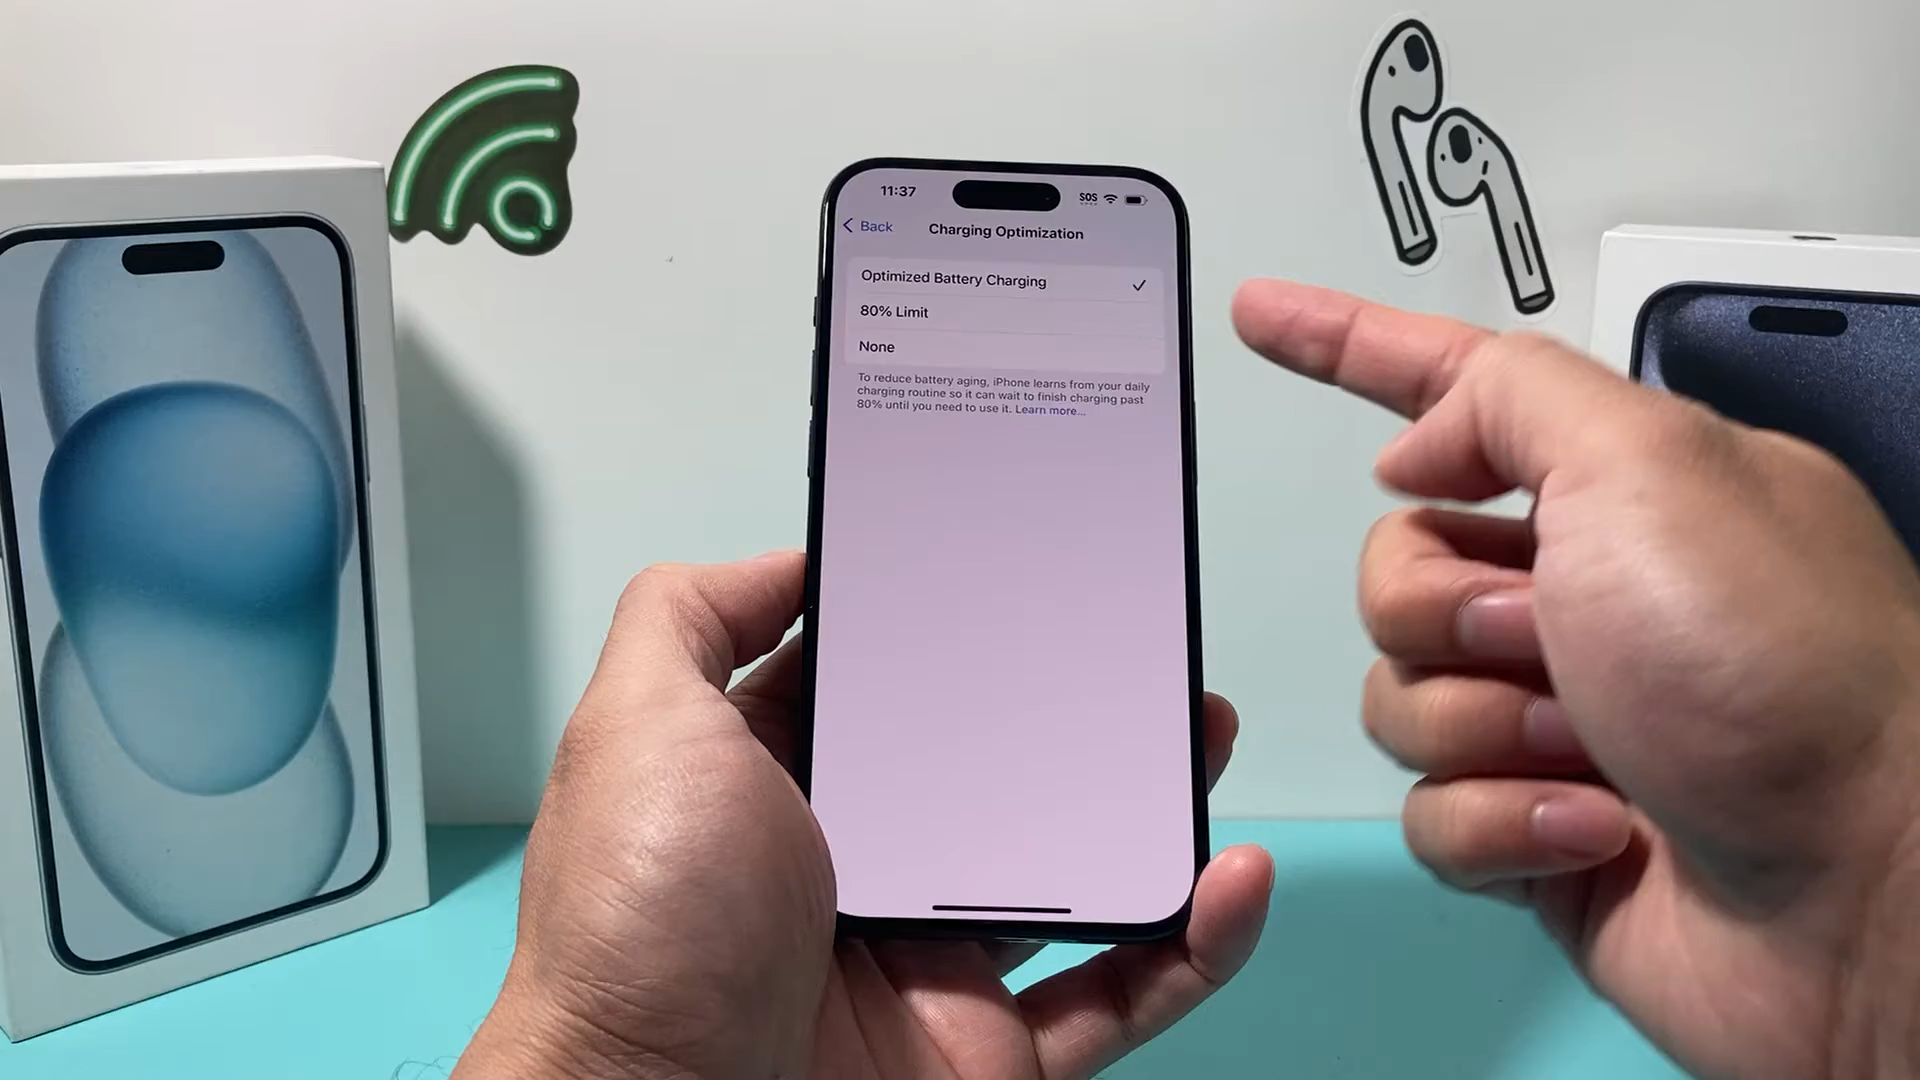 11:37
SOS
Back
Charging Optimization
Optimized Battery Charging
80% Limit
None
To reduce battery aging, iPhone learns from your daily
charging routine so it can wait to finish charging past
80% until you need to use it. Learn more...